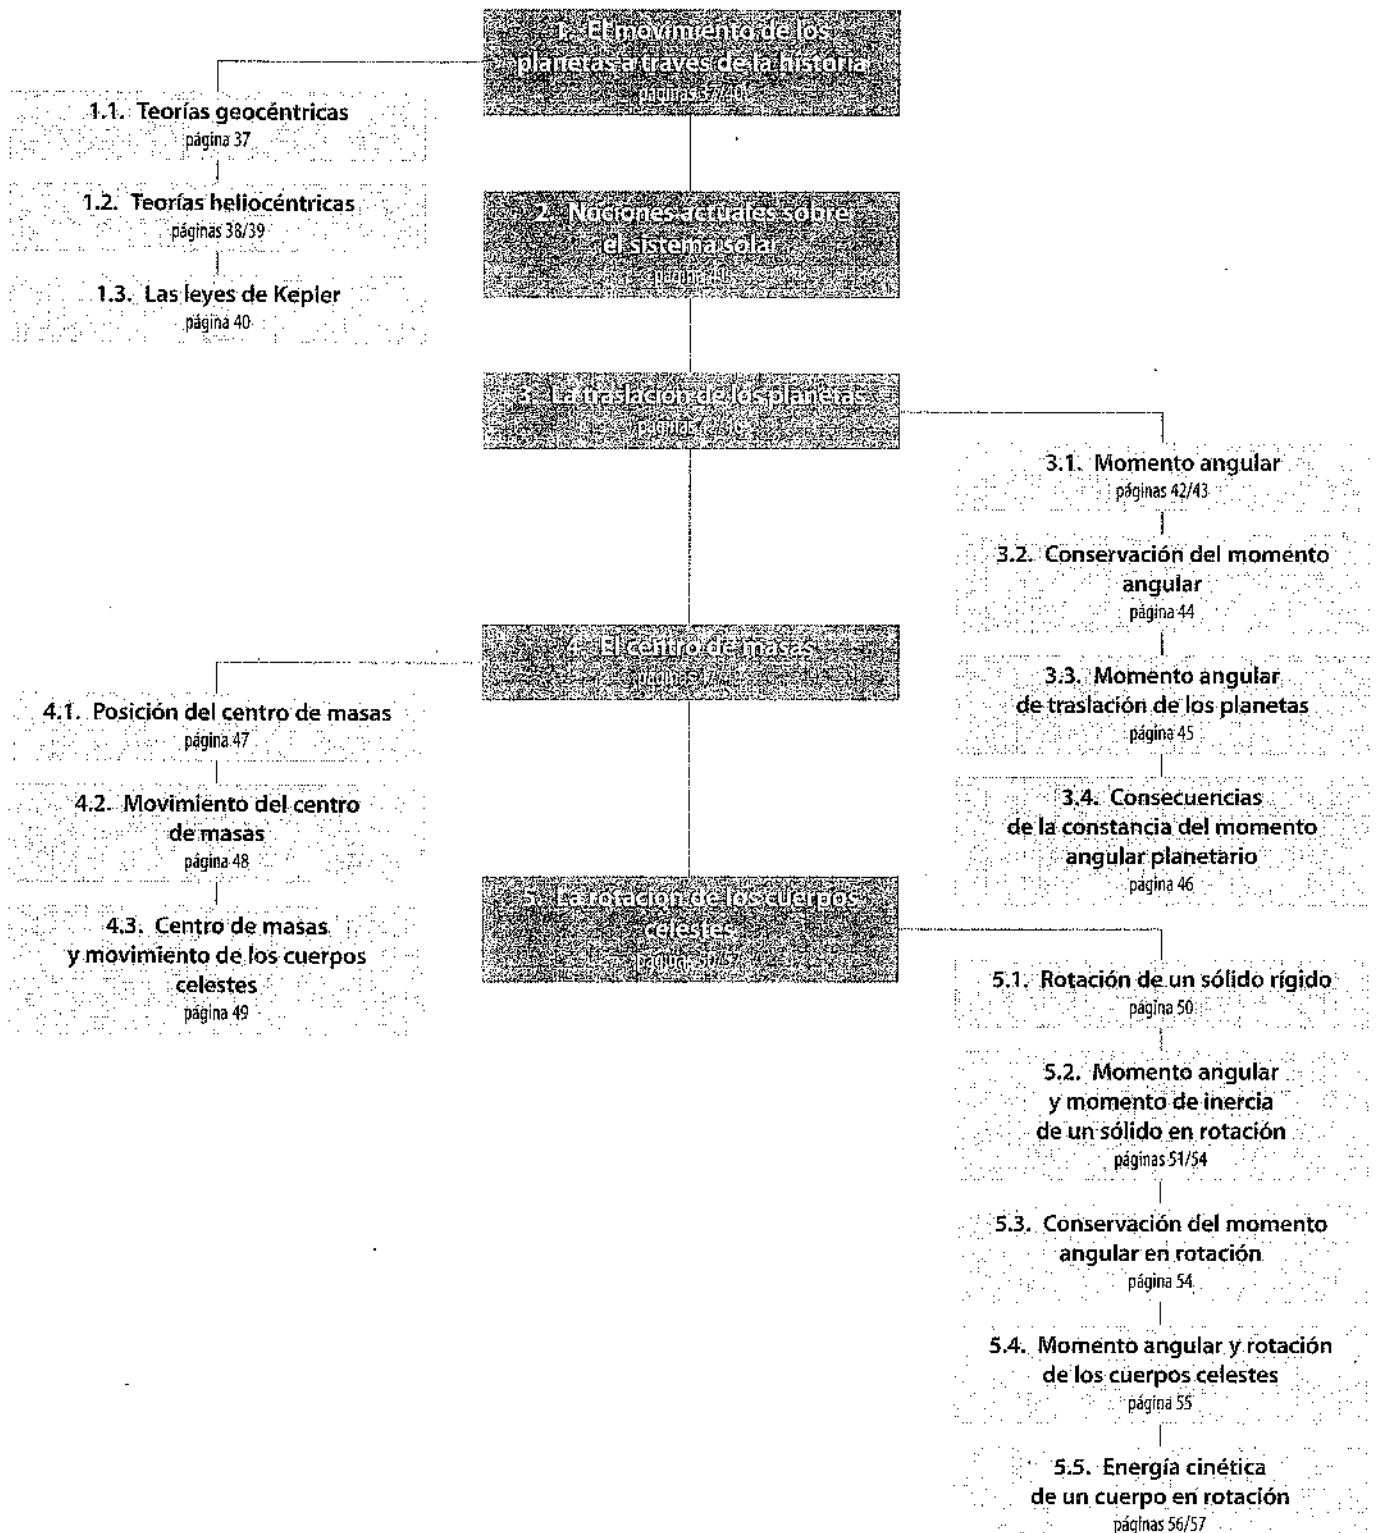 1. El movimiento de los
planetas a través de la historia
páginas 37/40
1.1. Teorías geocéntricas
página 37
1.2. Teorías heliocéntricas
páginas 38/39
1.3. Las leyes de Kepler
página 40
2. Nociones actuales sobre
el sistema solar
página
3. La traslación de los planetas
páginas
3.1. Momento angular
páginas 42/43
3.2. Conservación del momento
angular
página 44
3.3. Momento angular
de traslación de los planetas
página 45
3.4. Consecuencias
de la constancia del momento
angular planetario
página 46
4. El centro de masas
páginas
4.1. Posición del centro de masas
página 47
4.2. Movimiento del centro
de masas
página 48
4.3. Centro de masas
y movimiento de los cuerpos
celestes
página 49
5. La rotación de los cuerpos
celestes
páginas
5.1. Rotación de un sólido rígido
página 50
5.2. Momento angular
y momento de inercia
de un sólido en rotación
páginas 51/54
5.3. Conservación del momento
angular en rotación
página 54
5.4. Momento angular y rotación
de los cuerpos celestes
página 55
5.5. Energía cinética
de un cuerpo en rotación
páginas 56/57